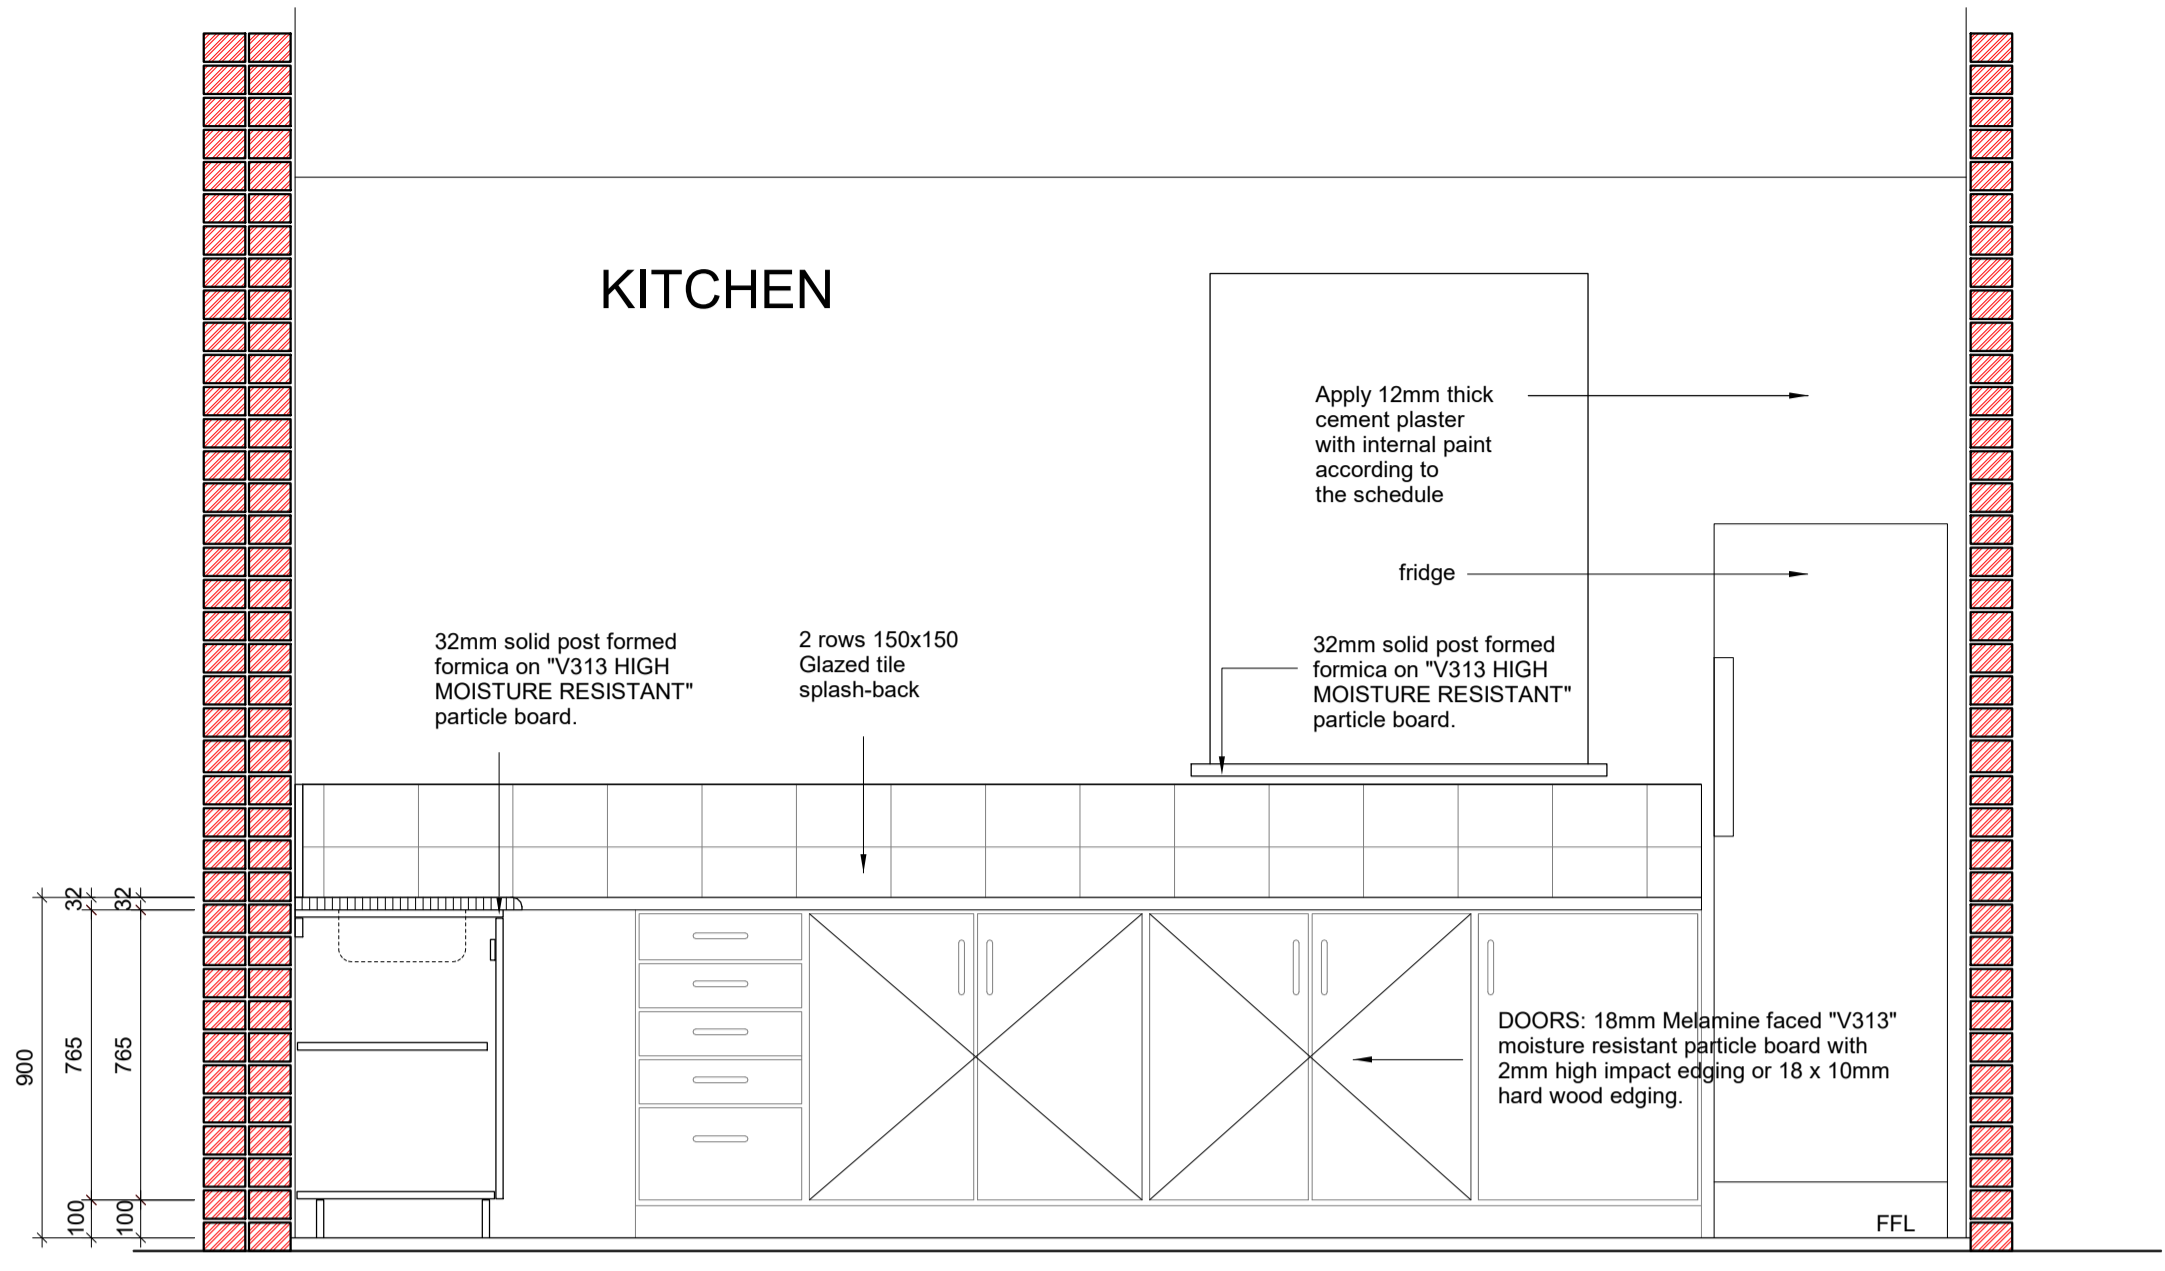 KITCHEN
Apply 12mm thick
cement plaster
with internal paint
according to
the schedule
fridge
32mm solid post formed
formica on "V313 HIGH
MOISTURE RESISTANT"
particle board.
2 rows 150x150
Glazed tile
splash-back
32mm solid post formed
formica on "V313 HIGH
MOISTURE RESISTANT"
particle board.
32
32
900
765
765
100
100
DOORS: 18mm Melamine faced "V313"
moisture resistant particle board with
2mm high impact edging or 18 x 10mm
hard wood edging.
FFL